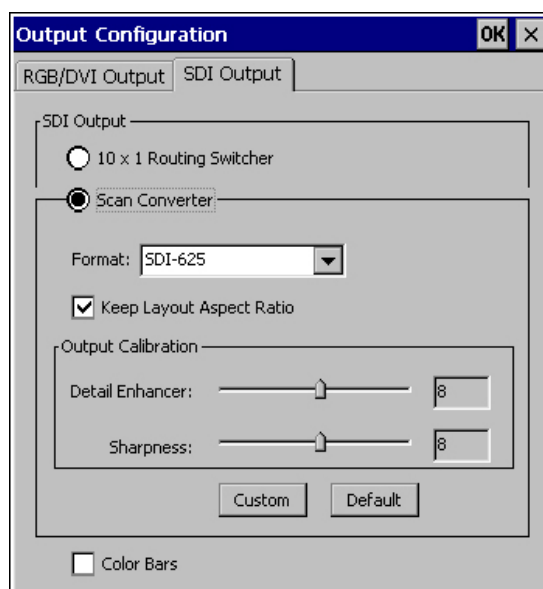 Output Configuration OK ×
RGB/DVI Output SDI Output
SDI Output
10 x 1 Routing Switcher
Scan Converter
Format: SDI-625
Keep Layout Aspect Ratio
Output Calibration
Detail Enhancer: 8
Sharpness: 8
Custom Default
Color Bars